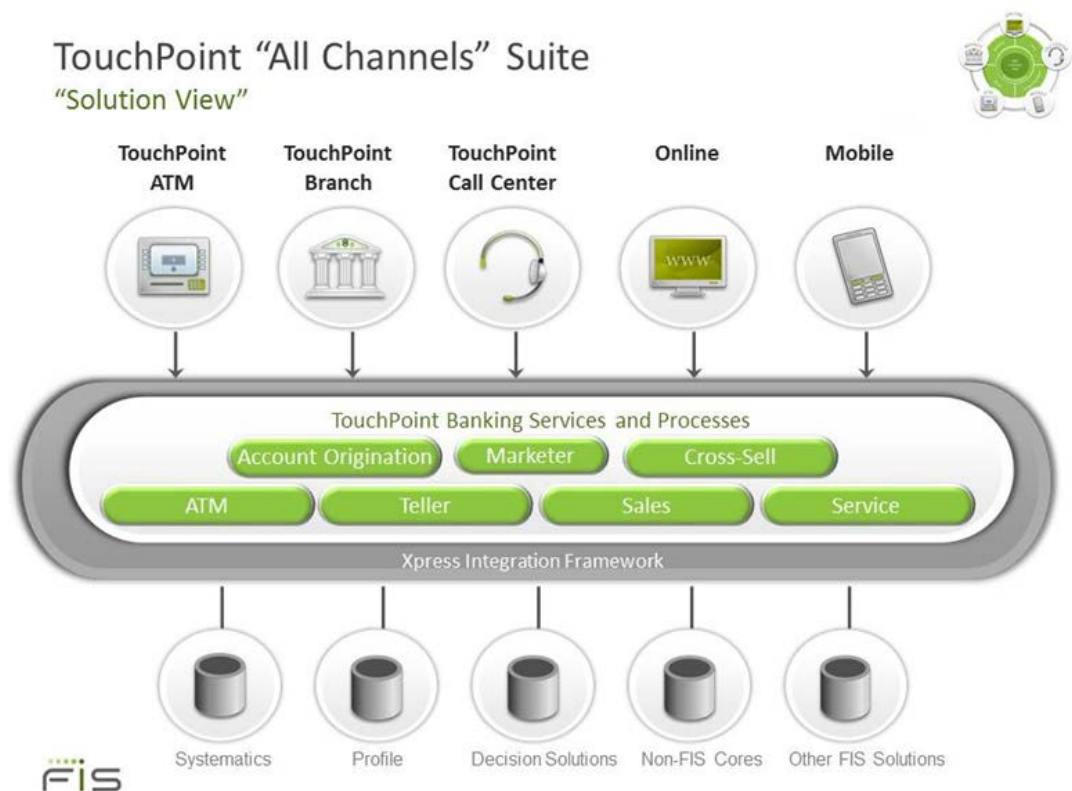 TouchPoint “All Channels” Suite
“Solution View”
TouchPoint
ATM
TouchPoint
Branch
TouchPoint
Call Center
Online
Mobile
www
TouchPoint Banking Services and Processes
Account Origination
Marketer
Cross-Sell
ATM
Teller
Sales
Service
Xpress Integration Framework
Systematics
Profile
Decision Solutions
Non-FIS Cores
Other FIS Solutions
FIS